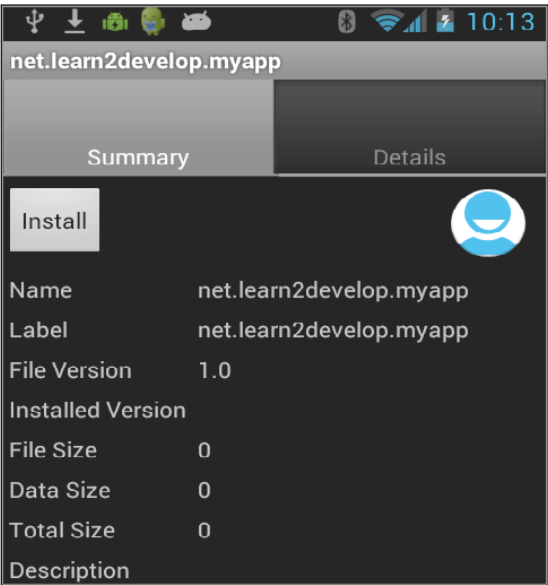 10:13
net.learn2develop.myapp
Summary Details
Install
Name net.learn2develop.myapp
Label net.learn2develop.myapp
File Version 1.0
Installed Version
File Size 0
Data Size 0
Total Size 0
Description